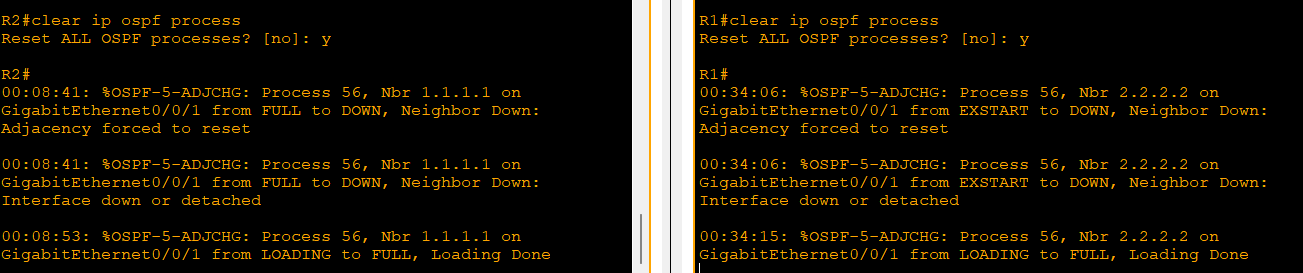 R2#clear ip ospf process
Reset ALL OSPF processes? [no]: y
R2#
00:08:41: %OSPF-5-ADJCHG: Process 56, Nbr 1.1.1.1 on
GigabitEthernet0/0/1 from FULL to DOWN, Neighbor Down:
Adjacency forced to reset
00:08:41: %OSPF-5-ADJCHG: Process 56, Nbr 1.1.1.1 on
GigabitEthernet0/0/1 from FULL to DOWN, Neighbor Down:
Interface down or detached
00:08:53: %OSPF-5-ADJCHG: Process 56, Nbr 1.1.1.1 on
GigabitEthernet0/0/1 from LOADING to FULL, Loading Done
R1#clear ip ospf process
Reset ALL OSPF processes? [no]: y
R1#
00:34:06: %OSPF-5-ADJCHG: Process 56, Nbr 2.2.2.2 on
GigabitEthernet0/0/1 from EXSTART to DOWN, Neighbor Down:
Adjacency forced to reset
00:34:06: %OSPF-5-ADJCHG: Process 56, Nbr 2.2.2.2 on
GigabitEthernet0/0/1 from EXSTART to DOWN, Neighbor Down:
Interface down or detached
00:34:15: %OSPF-5-ADJCHG: Process 56, Nbr 2.2.2.2 on
GigabitEthernet0/0/1 from LOADING to FULL, Loading Done